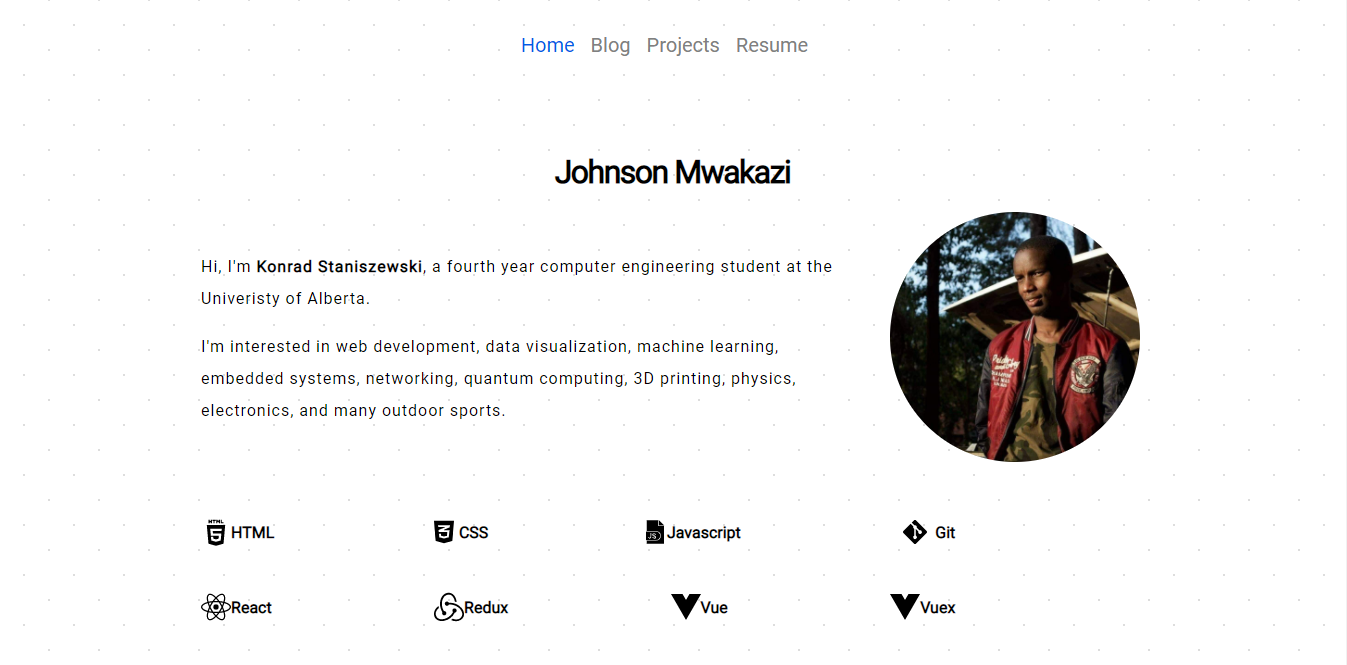 Home Blog Projects Resume
Johnson Mwakazi
Hi, I'm Konrad Staniszewski, a fourth year computer engineering student at the
Univeristy of Alberta.
I'm interested in web development, data visualization, machine learning,
embedded systems, networking, quantum computing, 3D printing, physics,
electronics, and many outdoor sports.
HTML HTML CSS JS Javascript Git
React Redux Vue Vuex